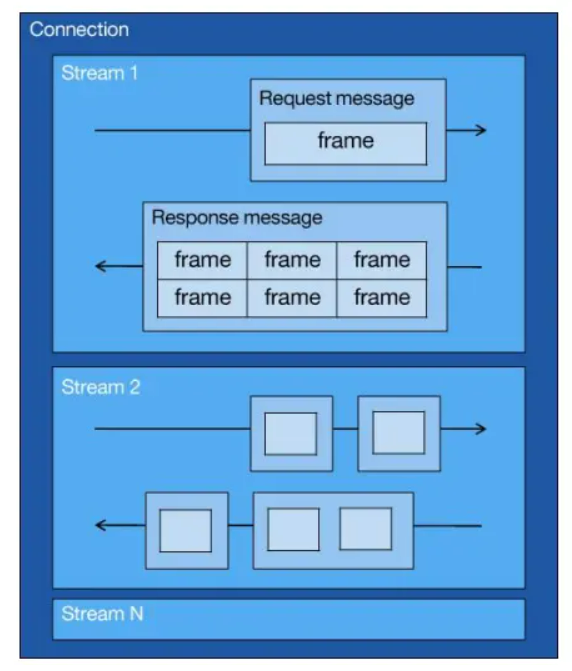 Connection
Stream 1
Request message
frame
Response message
frame frame frame
frame frame frame
Stream 2
Stream N